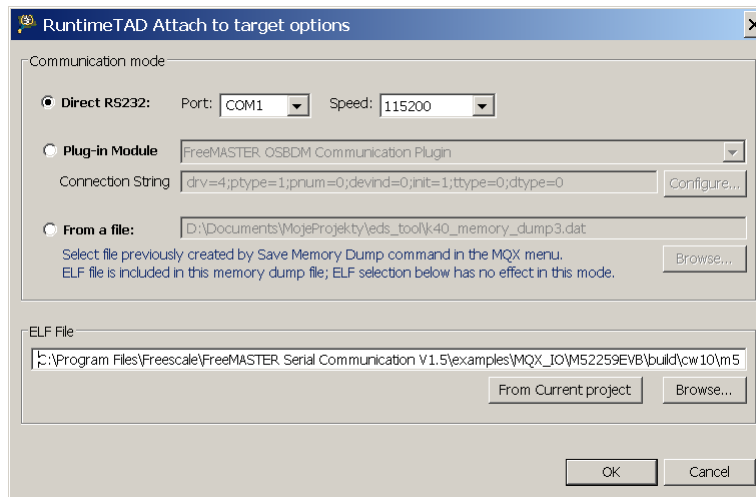 RuntimeTAD Attach to target options
Communication mode
Direct RS232: Port: COM1 Speed: 115200
Plug-in Module FreeMASTER OSBDM Communication Plugin
Connection String drv=4;ptype=1;pnum=0;devind=0;init=1;ttype=0;dtype=0 Configure...
From a file: D:\Documents\MojeProjekty\eds_tool\k40_memory_dump3.dat
Select file previously created by Save Memory Dump command in the MQX menu. Browse...
ELF file is included in this memory dump file; ELF selection below has no effect in this mode.
ELF File
C:\Program Files\Freescale\FreeMASTER Serial Communication V1.5\examples\MQX_IO\M52259EVB\build\cw10\m5
From Current project Browse...
OK Cancel